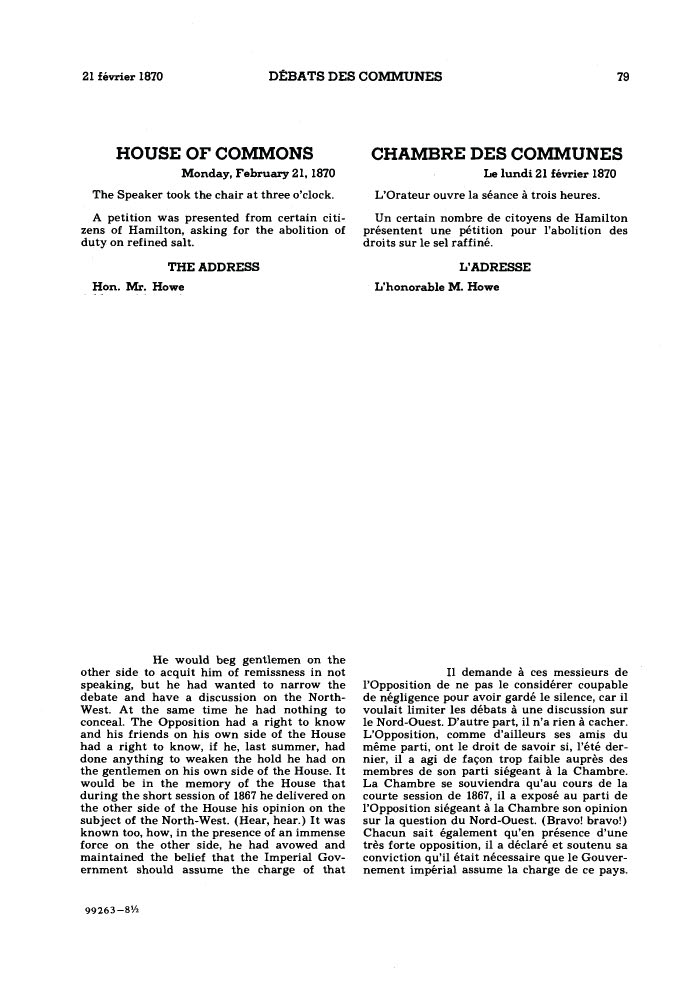 21 février 1870
DÉBATS DES COMMUNES
79
HOUSE OF COMMONS
Monday, February 21, 1870
The Speaker took the chair at three o'clock.
A petition was presented from certain citi-
zens of Hamilton, asking for the abolition of
duty on refined salt.
THE ADDRESS
Hon. Mr. Howe
He would beg gentlemen on the
other side to acquit him of remissness in not
speaking, but he had wanted to narrow the
debate and have a discussion on the North-
West. At the same time he had nothing to
conceal. The Opposition had a right to know
and his friends on his own side of the House
had a right to know, if he, last summer, had
done anything to weaken the hold he had on
the gentlemen on his own side of the House. It
would be in the memory of the House that
during the short session of 1867 he delivered on
the other side of the House his opinion on the
subject of the North-West. (Hear, hear.) It was
known too, how, in the presence of an immense
force on the other side, he had avowed and
maintained the belief that the Imperial Gov-
ernment should assume the charge of that
CHAMBRE DES COMMUNES
Le lundi 21 février 1870
L'Orateur ouvre la séance à trois heures.
Un certain nombre de citoyens de Hamilton
présentent une pétition pour l'abolition des
droits sur le sel raffiné.
L'ADRESSE
L'honorable M. Howe
Il demande à ces messieurs de
l'Opposition de ne pas le considérer coupable
de négligence pour avoir gardé le silence, car il
voulait limiter les débats à une discussion sur
le Nord-Ouest. D'autre part, il n'a rien à cacher.
L'Opposition, comme d'ailleurs ses amis du
même parti, ont le droit de savoir si, l'été der-
nier, il a agi de façon trop faible auprès des
membres de son parti siégeant à la Chambre.
La Chambre se souviendra qu'au cours de la
courte session de 1867, il a exposé au parti de
l'Opposition siégeant à la Chambre son opinion
sur la question du Nord-Ouest. (Bravo! bravo!)
Chacun sait également qu'en présence d'une
très forte opposition, il a déclaré et soutenu sa
conviction qu'il était nécessaire que le Gouver-
nement impérial assume la charge de ce pays.
99263—8½